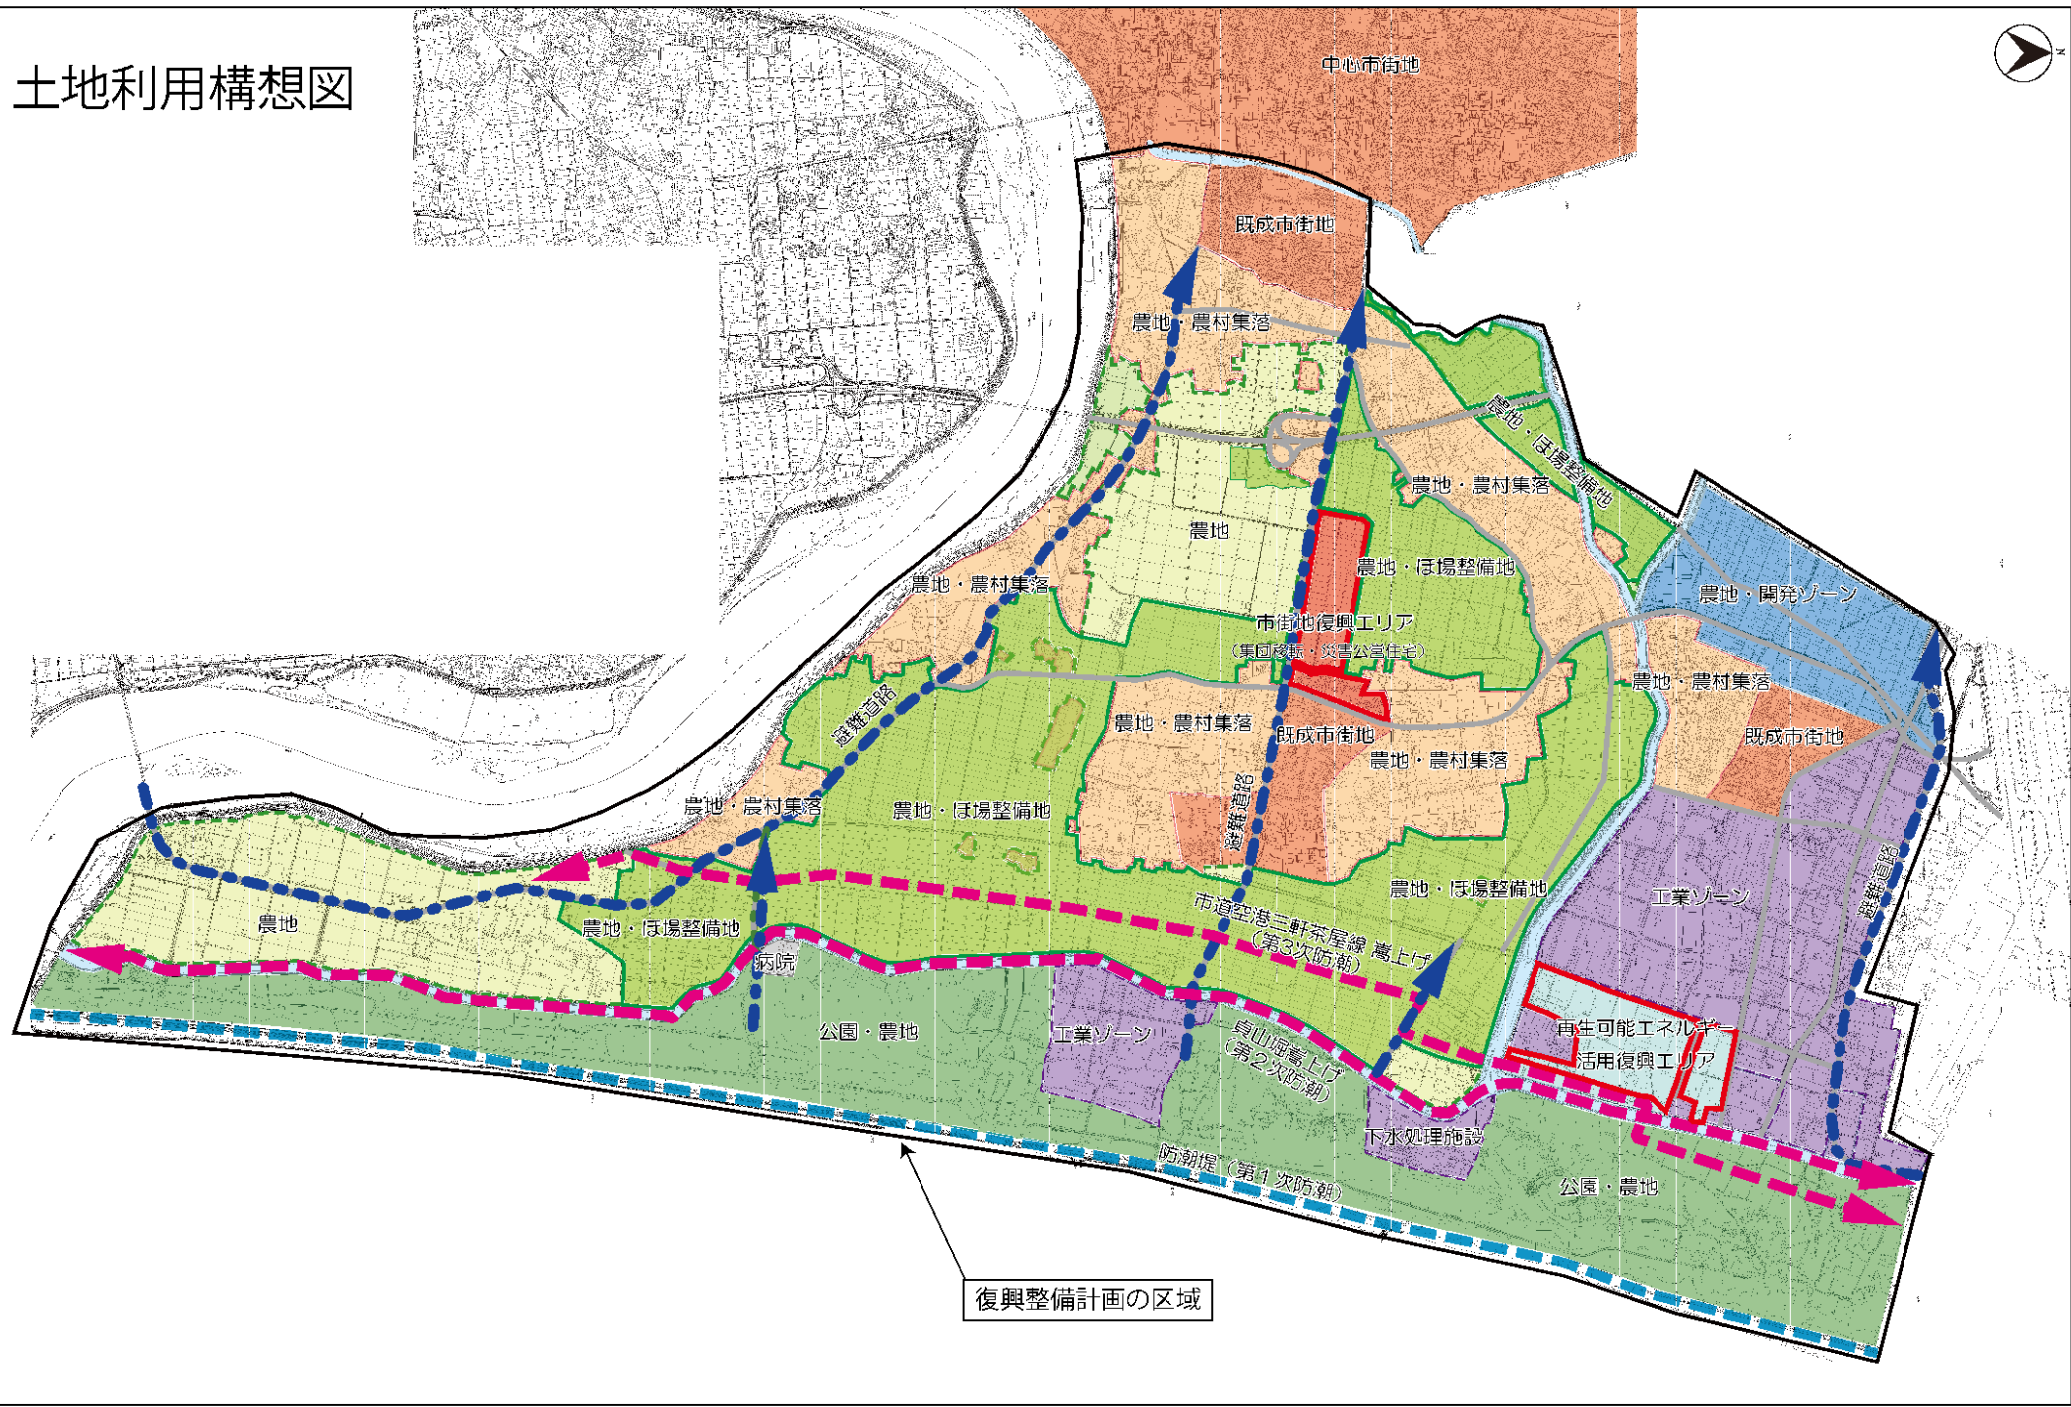 土地利用構想図
N
中心市街地
既成市街地
農地・農村集落
農地・ほ場整備地
農地・農村集落
農地
農地・ほ場整備地
農地・農村集落
農地・開発ゾーン
市街地復興エリア
(集団移転・災害公営住宅)
農地・農村集落
避難道路
農地・農村集落
既成市街地
既成市街地
農地・農村集落
農地・農村集落
農地・ほ場整備地
避難道路
農地・ほ場整備地
工業ゾーン
避難道路
農地
農地・ほ場整備地
市道空港三軒茶屋線 嵩上げ
(第3次防潮)
病院
公園・農地
工業ゾーン
貞山堀嵩上げ
(第2次防潮)
再生可能エネルギー
活用復興エリア
下水処理施設
防潮堤(第1次防潮)
公園・農地
復興整備計画の区域